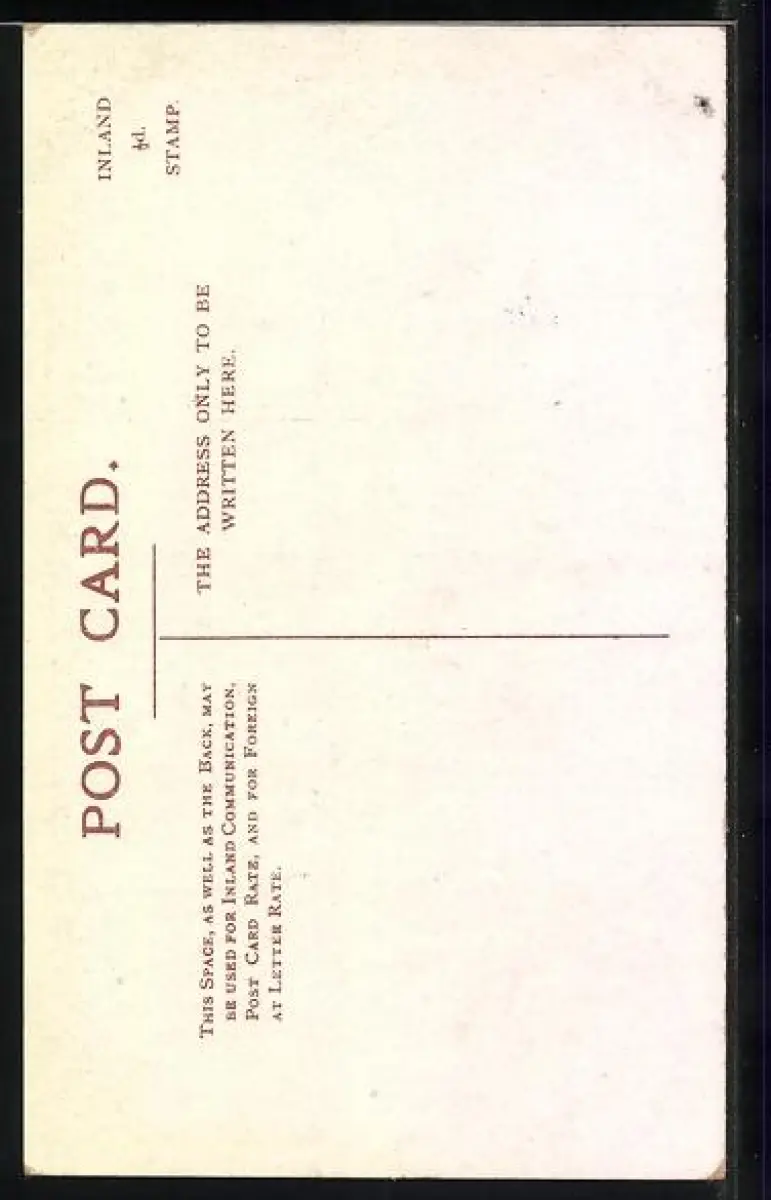 POST CARD.
INLAND
½d.
STAMP.
THIS SPACE, AS WELL AS THE BACK, MAY
BE USED FOR INLAND COMMUNICATION,
POST CARD RATE, AND FOR FOREIGN
AT LETTER RATE.
THE ADDRESS ONLY TO BE
WRITTEN HERE.